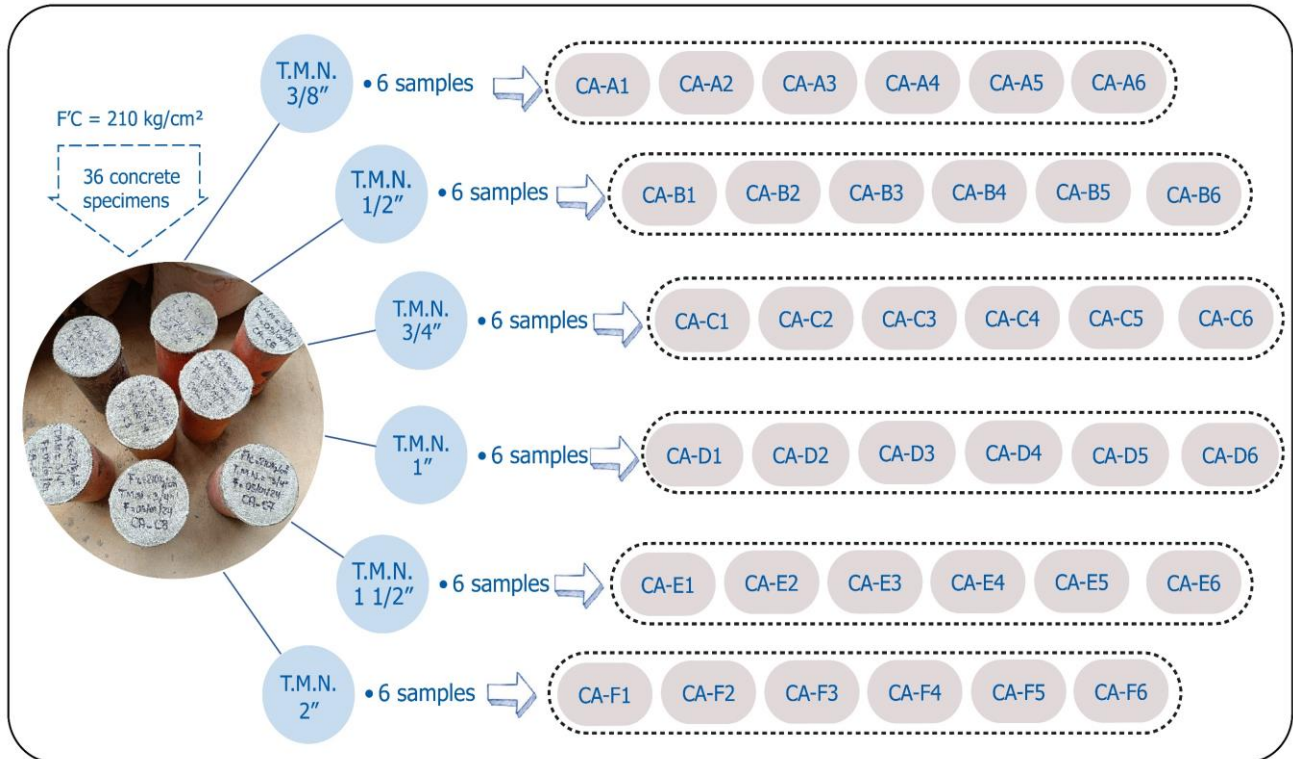 F'C = 210 kg/cm²
36 concrete
specimens
T.M.N.
3/8"
• 6 samples
CA-A1 CA-A2 CA-A3 CA-A4 CA-A5 CA-A6
T.M.N.
1/2"
• 6 samples
CA-B1 CA-B2 CA-B3 CA-B4 CA-B5 CA-B6
T.M.N.
3/4"
• 6 samples
CA-C1 CA-C2 CA-C3 CA-C4 CA-C5 CA-C6
T.M.N.
1"
• 6 samples
CA-D1 CA-D2 CA-D3 CA-D4 CA-D5 CA-D6
T.M.N.
1 1/2"
• 6 samples
CA-E1 CA-E2 CA-E3 CA-E4 CA-E5 CA-E6
T.M.N.
2"
• 6 samples
CA-F1 CA-F2 CA-F3 CA-F4 CA-F5 CA-F6
CA-C7
CA-C8